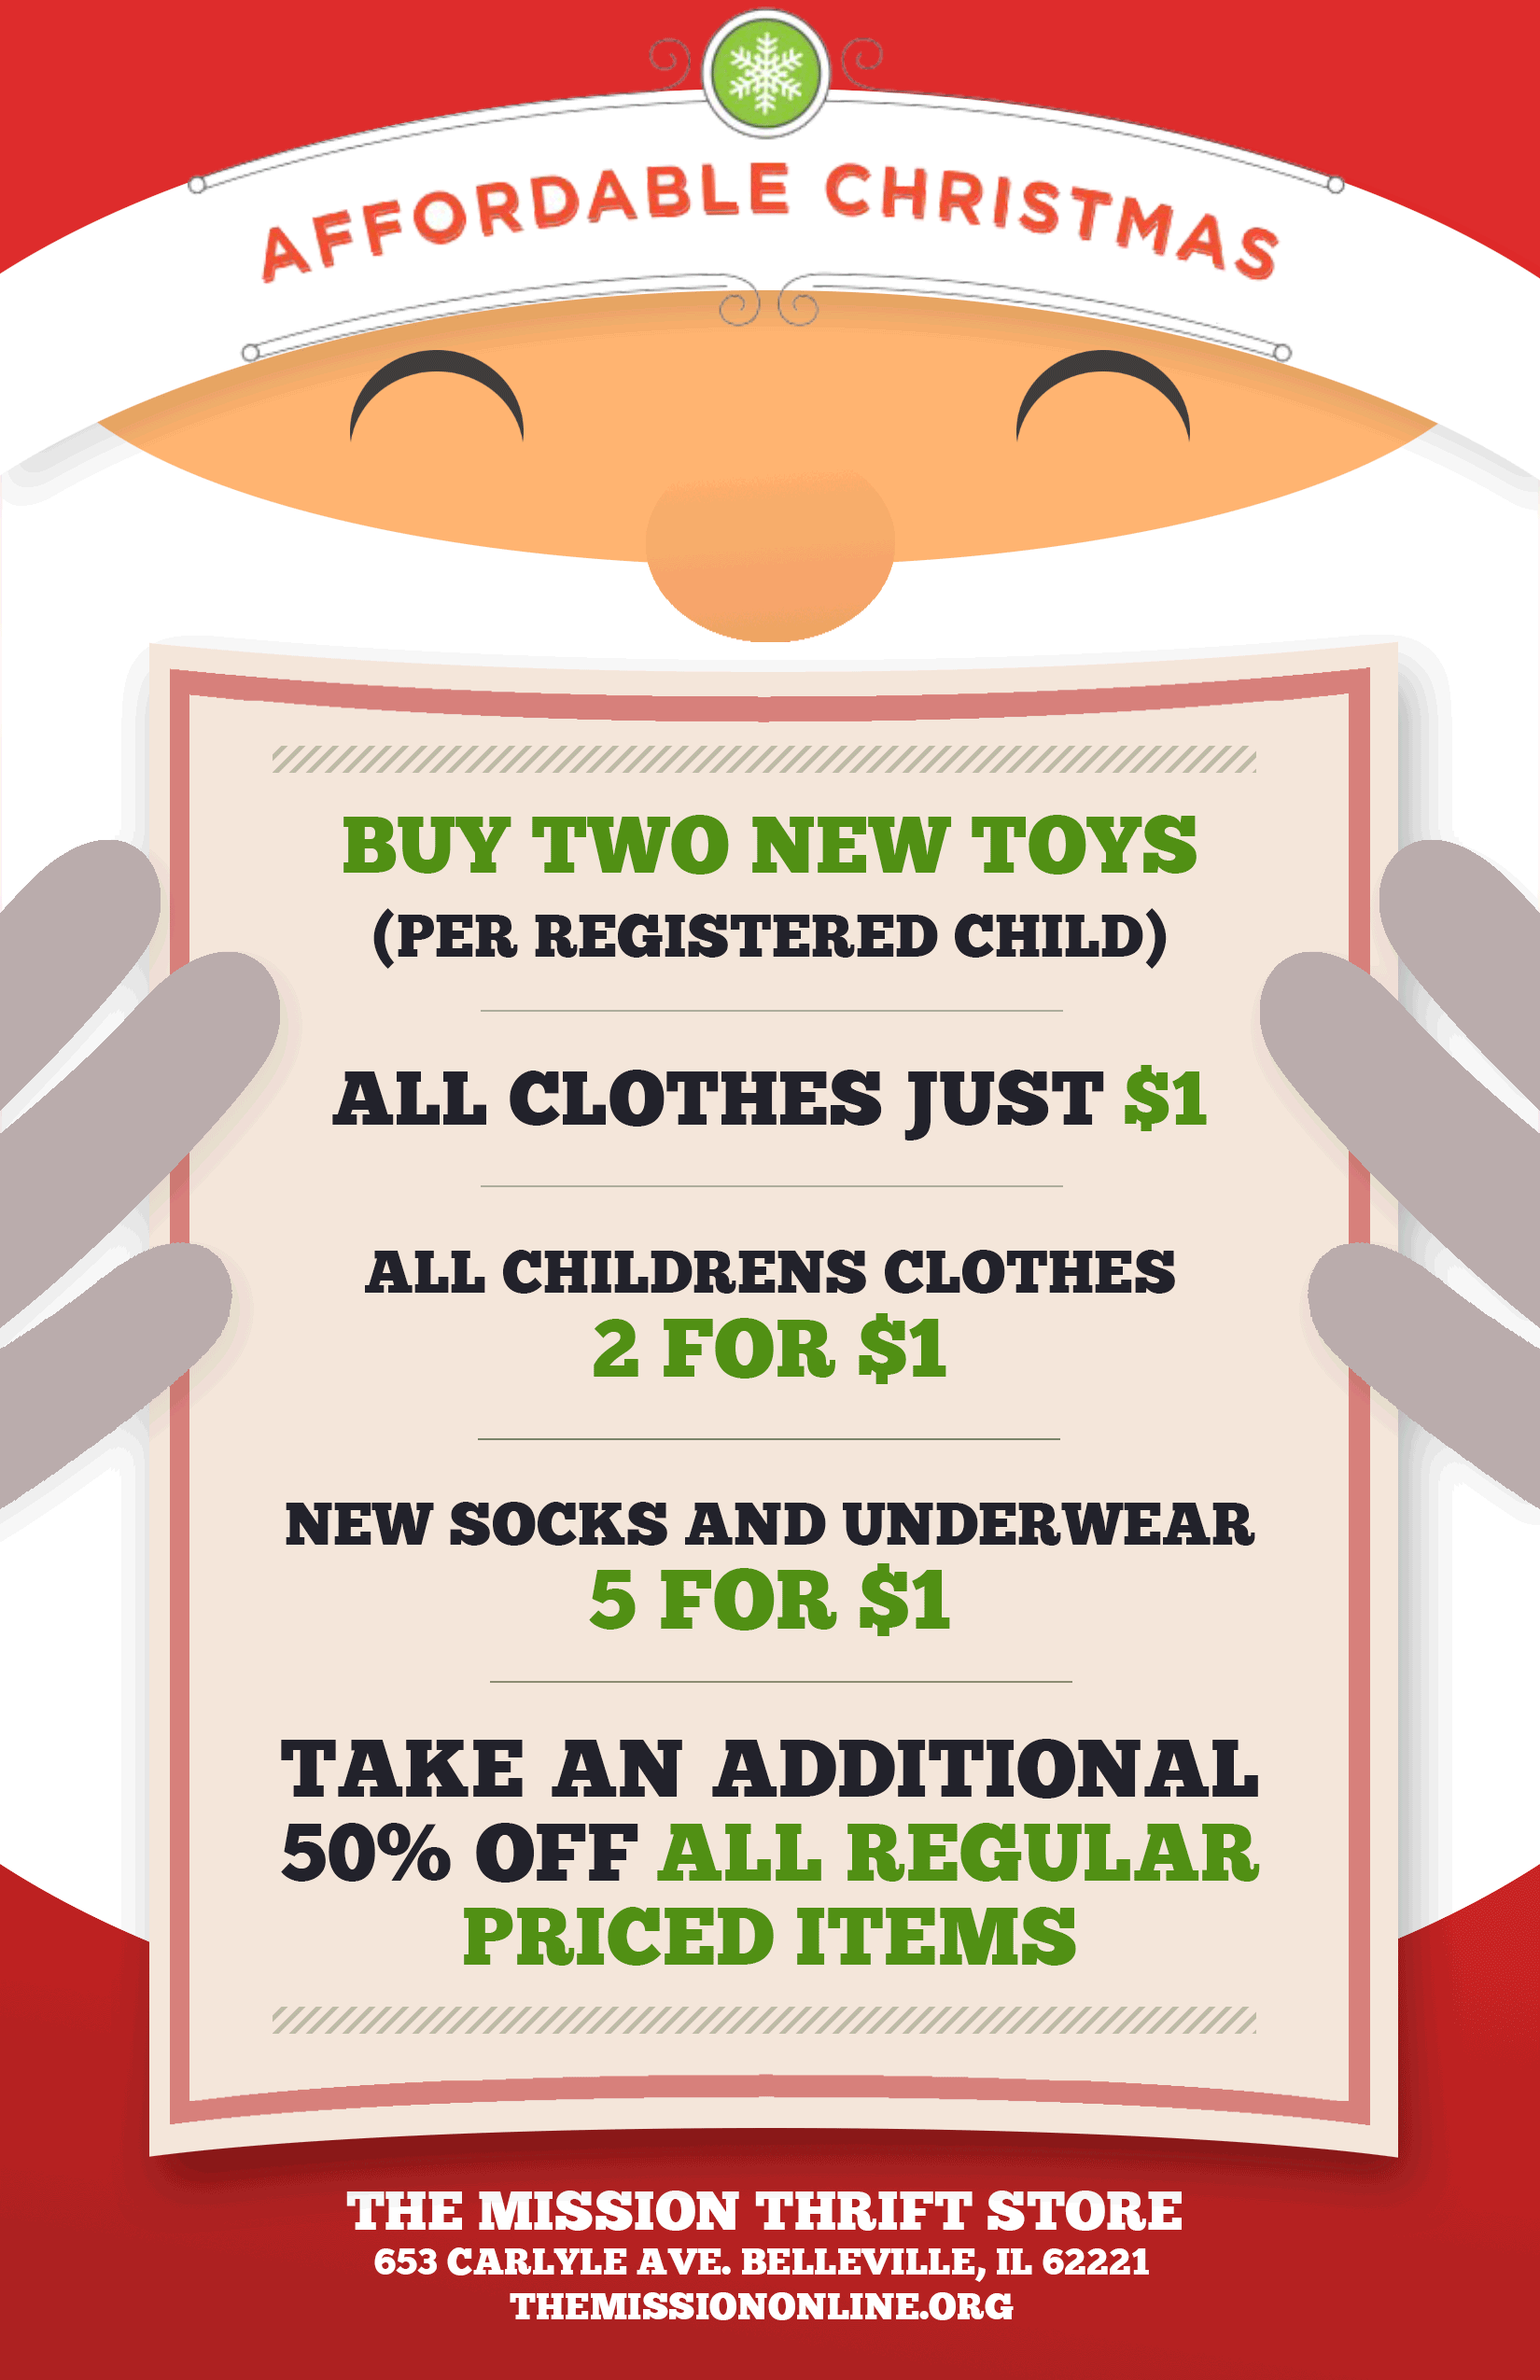 AFFORDABLE CHRISTMAS
BUY TWO NEW TOYS
(PER REGISTERED CHILD)
ALL CLOTHES JUST $1
ALL CHILDRENS CLOTHES
2 FOR $1
NEW SOCKS AND UNDERWEAR
5 FOR $1
TAKE AN ADDITIONAL
50% OFF ALL REGULAR
PRICED ITEMS
THE MISSION THRIFT STORE
653 CARLYLE AVE. BELLEVILLE, IL 62221
THEMISSIONONLINE.ORG